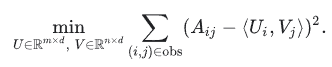 min_{U∈ℝ^{m×d}, V∈ℝ^{n×d}} ∑_{(i,j)∈obs} (A_{ij} − ⟨U_i, V_j⟩)².